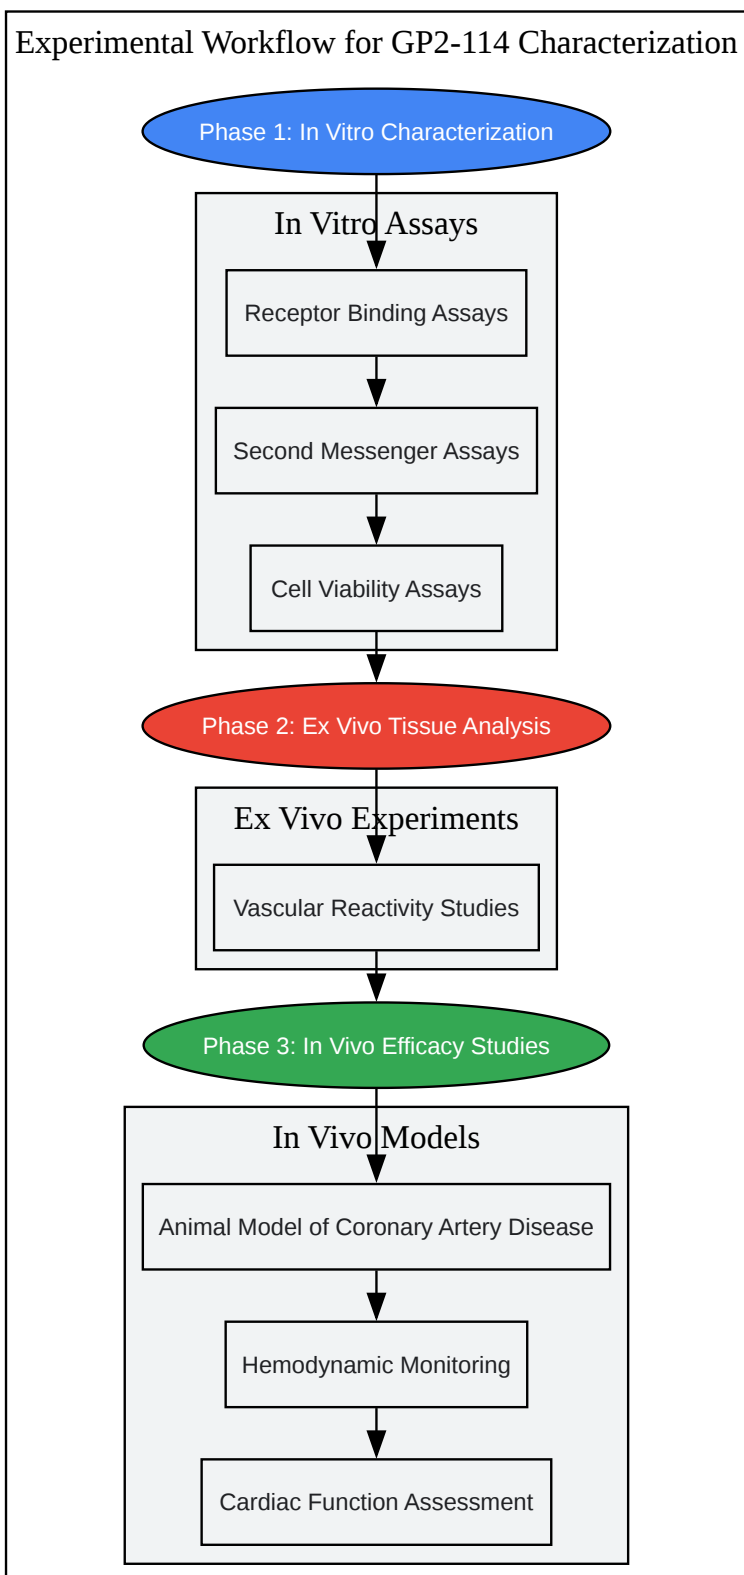 Experimental Workflow for GP2-114 Characterization
Phase 1: In Vitro Characterization
In Vitro Assays
Receptor Binding Assays
Second Messenger Assays
Cell Viability Assays
Phase 2: Ex Vivo Tissue Analysis
Ex Vivo Experiments
Vascular Reactivity Studies
Phase 3: In Vivo Efficacy Studies
In Vivo Models
Animal Model of Coronary Artery Disease
Hemodynamic Monitoring
Cardiac Function Assessment